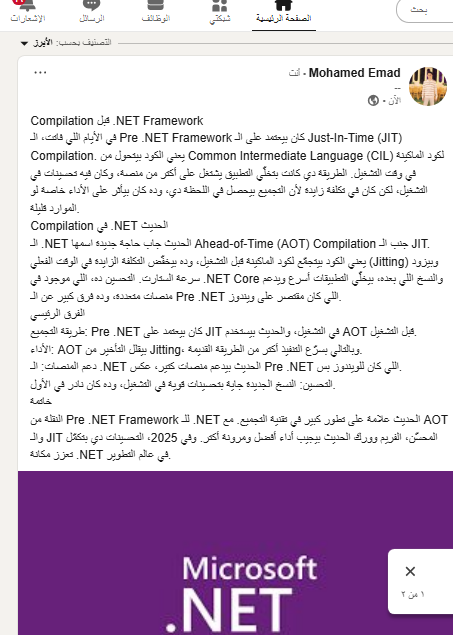 بحث
الصفحة الرئيسية
شبكتي
الوظائف
الرسائل
الإشعارات
التصنيف بحسب: الأبرز
Mohamed Emad • أنت
--
الآن •
Compilation قبل .NET Framework
في الأيام اللي فاتت، الـ Pre .NET Framework كان بيعتمد على الـ Just-In-Time (JIT)
Compilation. يعني الكود بيتحول من Common Intermediate Language (CIL) لكود الماكينة
في وقت التشغيل. الطريقة دي كانت بتخلّي التطبيق يشتغل على أكتر من منصة، وكان فيه تحسينات في
التشغيل، لكن كان في تكلفة زايدة لأن التجميع بيحصل في اللحظة دي، وده كان بيأثر على الأداء خاصة لو
الموارد قليلة.
Compilation في .NET الحديث
الـ .NET الحديث جاب حاجة جديدة اسمها Ahead-of-Time (AOT) Compilation جنب الـ JIT.
يعني الكود بيتجمّع لكود الماكينة قبل التشغيل، وده بيخفّض التكلفة الزايدة في الوقت الفعلي (Jitting) وبيزود
سرعة الستارت. التحسين ده، اللي موجود في .NET Core والنسخ اللي بعده، بيخلّي التطبيقات أسرع ويدعم
منصات متعددة، وده فرق كبير عن الـ Pre .NET اللي كان مقتصر على ويندوز.
الفرق الرئيسي
طريقة التجميع: Pre .NET كان بيعتمد على JIT في التشغيل، والحديث بيستخدم AOT قبل التشغيل.
الأداء: AOT بيقلل التأخير من Jitting، وبالتالي بيسرّع التنفيذ أكتر من الطريقة القديمة.
دعم المنصات: الـ .NET الحديث بيدعم منصات كتير، عكس Pre .NET اللي كان للويندوز بس.
التحسين: النسخ الجديدة جاية بتحسينات قوية في التشغيل، وده كان نادر في الأول.
خاتمة
النقلة من Pre .NET Framework للـ .NET الحديث علامة على تطور كبير في تقنية التجميع. مع AOT
والـ JIT المحسّن، الفريم وورك الحديث بيجيب أداء أفضل ومرونة أكتر. وفي 2025، التحسينات دي بتكمّل
تعزز مكانة .NET في عالم التطوير.
Microsoft
.NET
١ من ٢